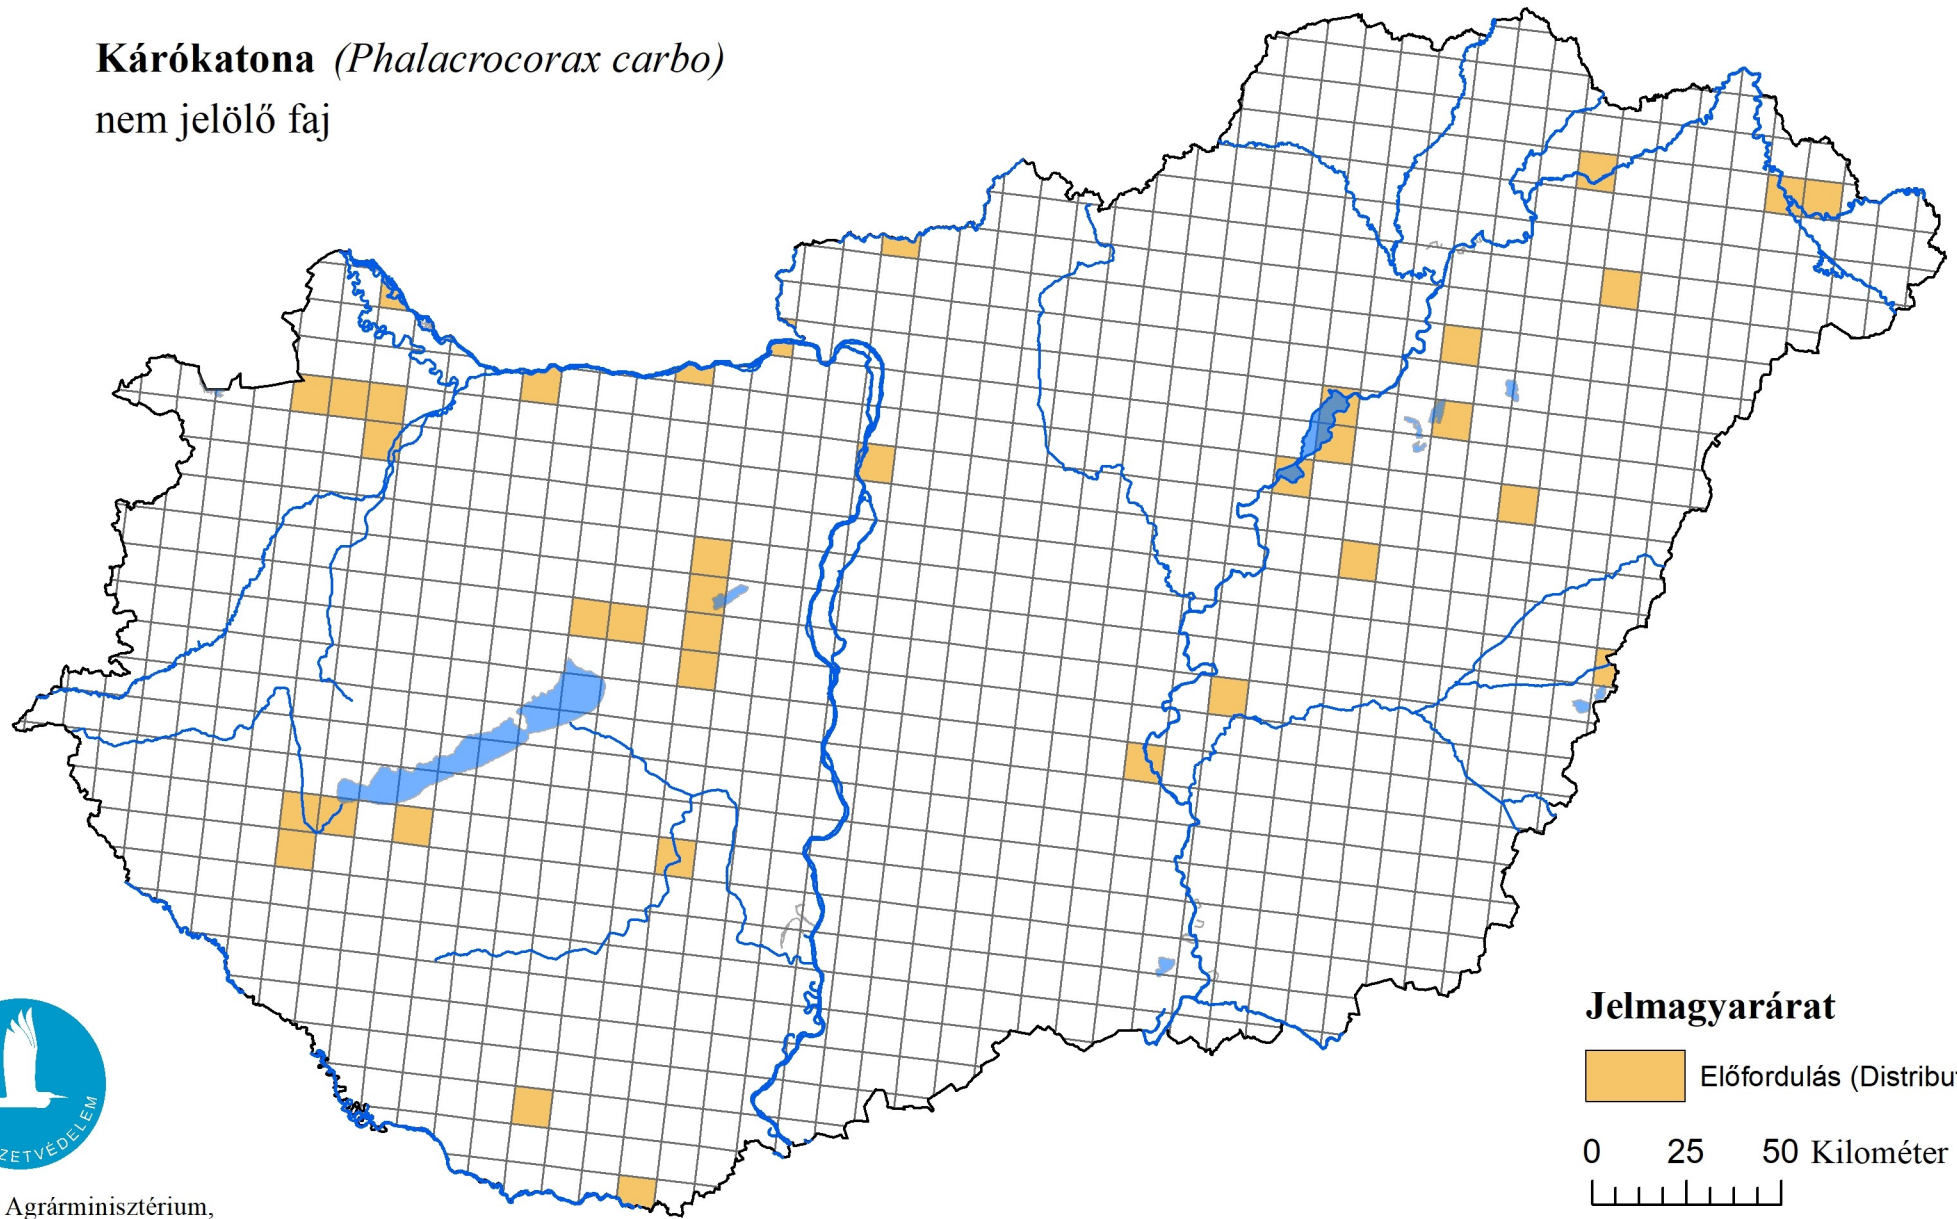 Kárókatona (Phalacrocorax carbo)
nem jelölő faj
Jelmagyarárat
Előfordulás (Distribu
0 25 50 Kilométer
ZETVÉDELEM
Agrárminisztérium,